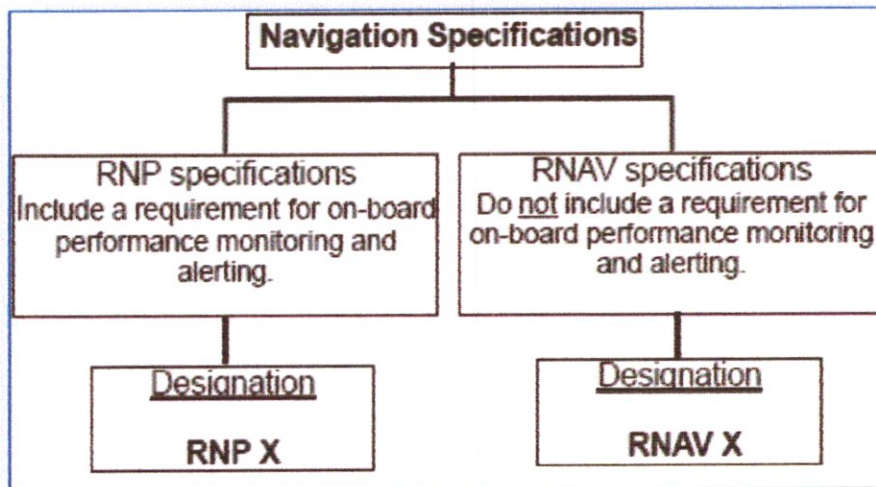 Navigation Specifications
RNP specifications
Include a requirement for on-board
performance monitoring and
alerting.
Designation
RNP X
RNAV specifications
Do not include a requirement for
on-board performance monitoring
and alerting.
Designation
RNAV X